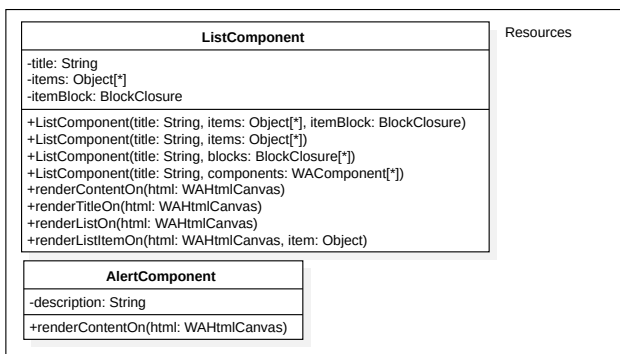 ListComponent
Resources
-title: String
-items: Object[*]
-itemBlock: BlockClosure
+ListComponent(title: String, items: Object[*], itemBlock: BlockClosure)
+ListComponent(title: String, items: Object[*])
+ListComponent(title: String, blocks: BlockClosure[*])
+ListComponent(title: String, components: WAComponent[*])
+renderContentOn(html: WAHtmlCanvas)
+renderTitleOn(html: WAHtmlCanvas)
+renderListOn(html: WAHtmlCanvas)
+renderListItemOn(html: WAHtmlCanvas, item: Object)
AlertComponent
-description: String
+renderContentOn(html: WAHtmlCanvas)